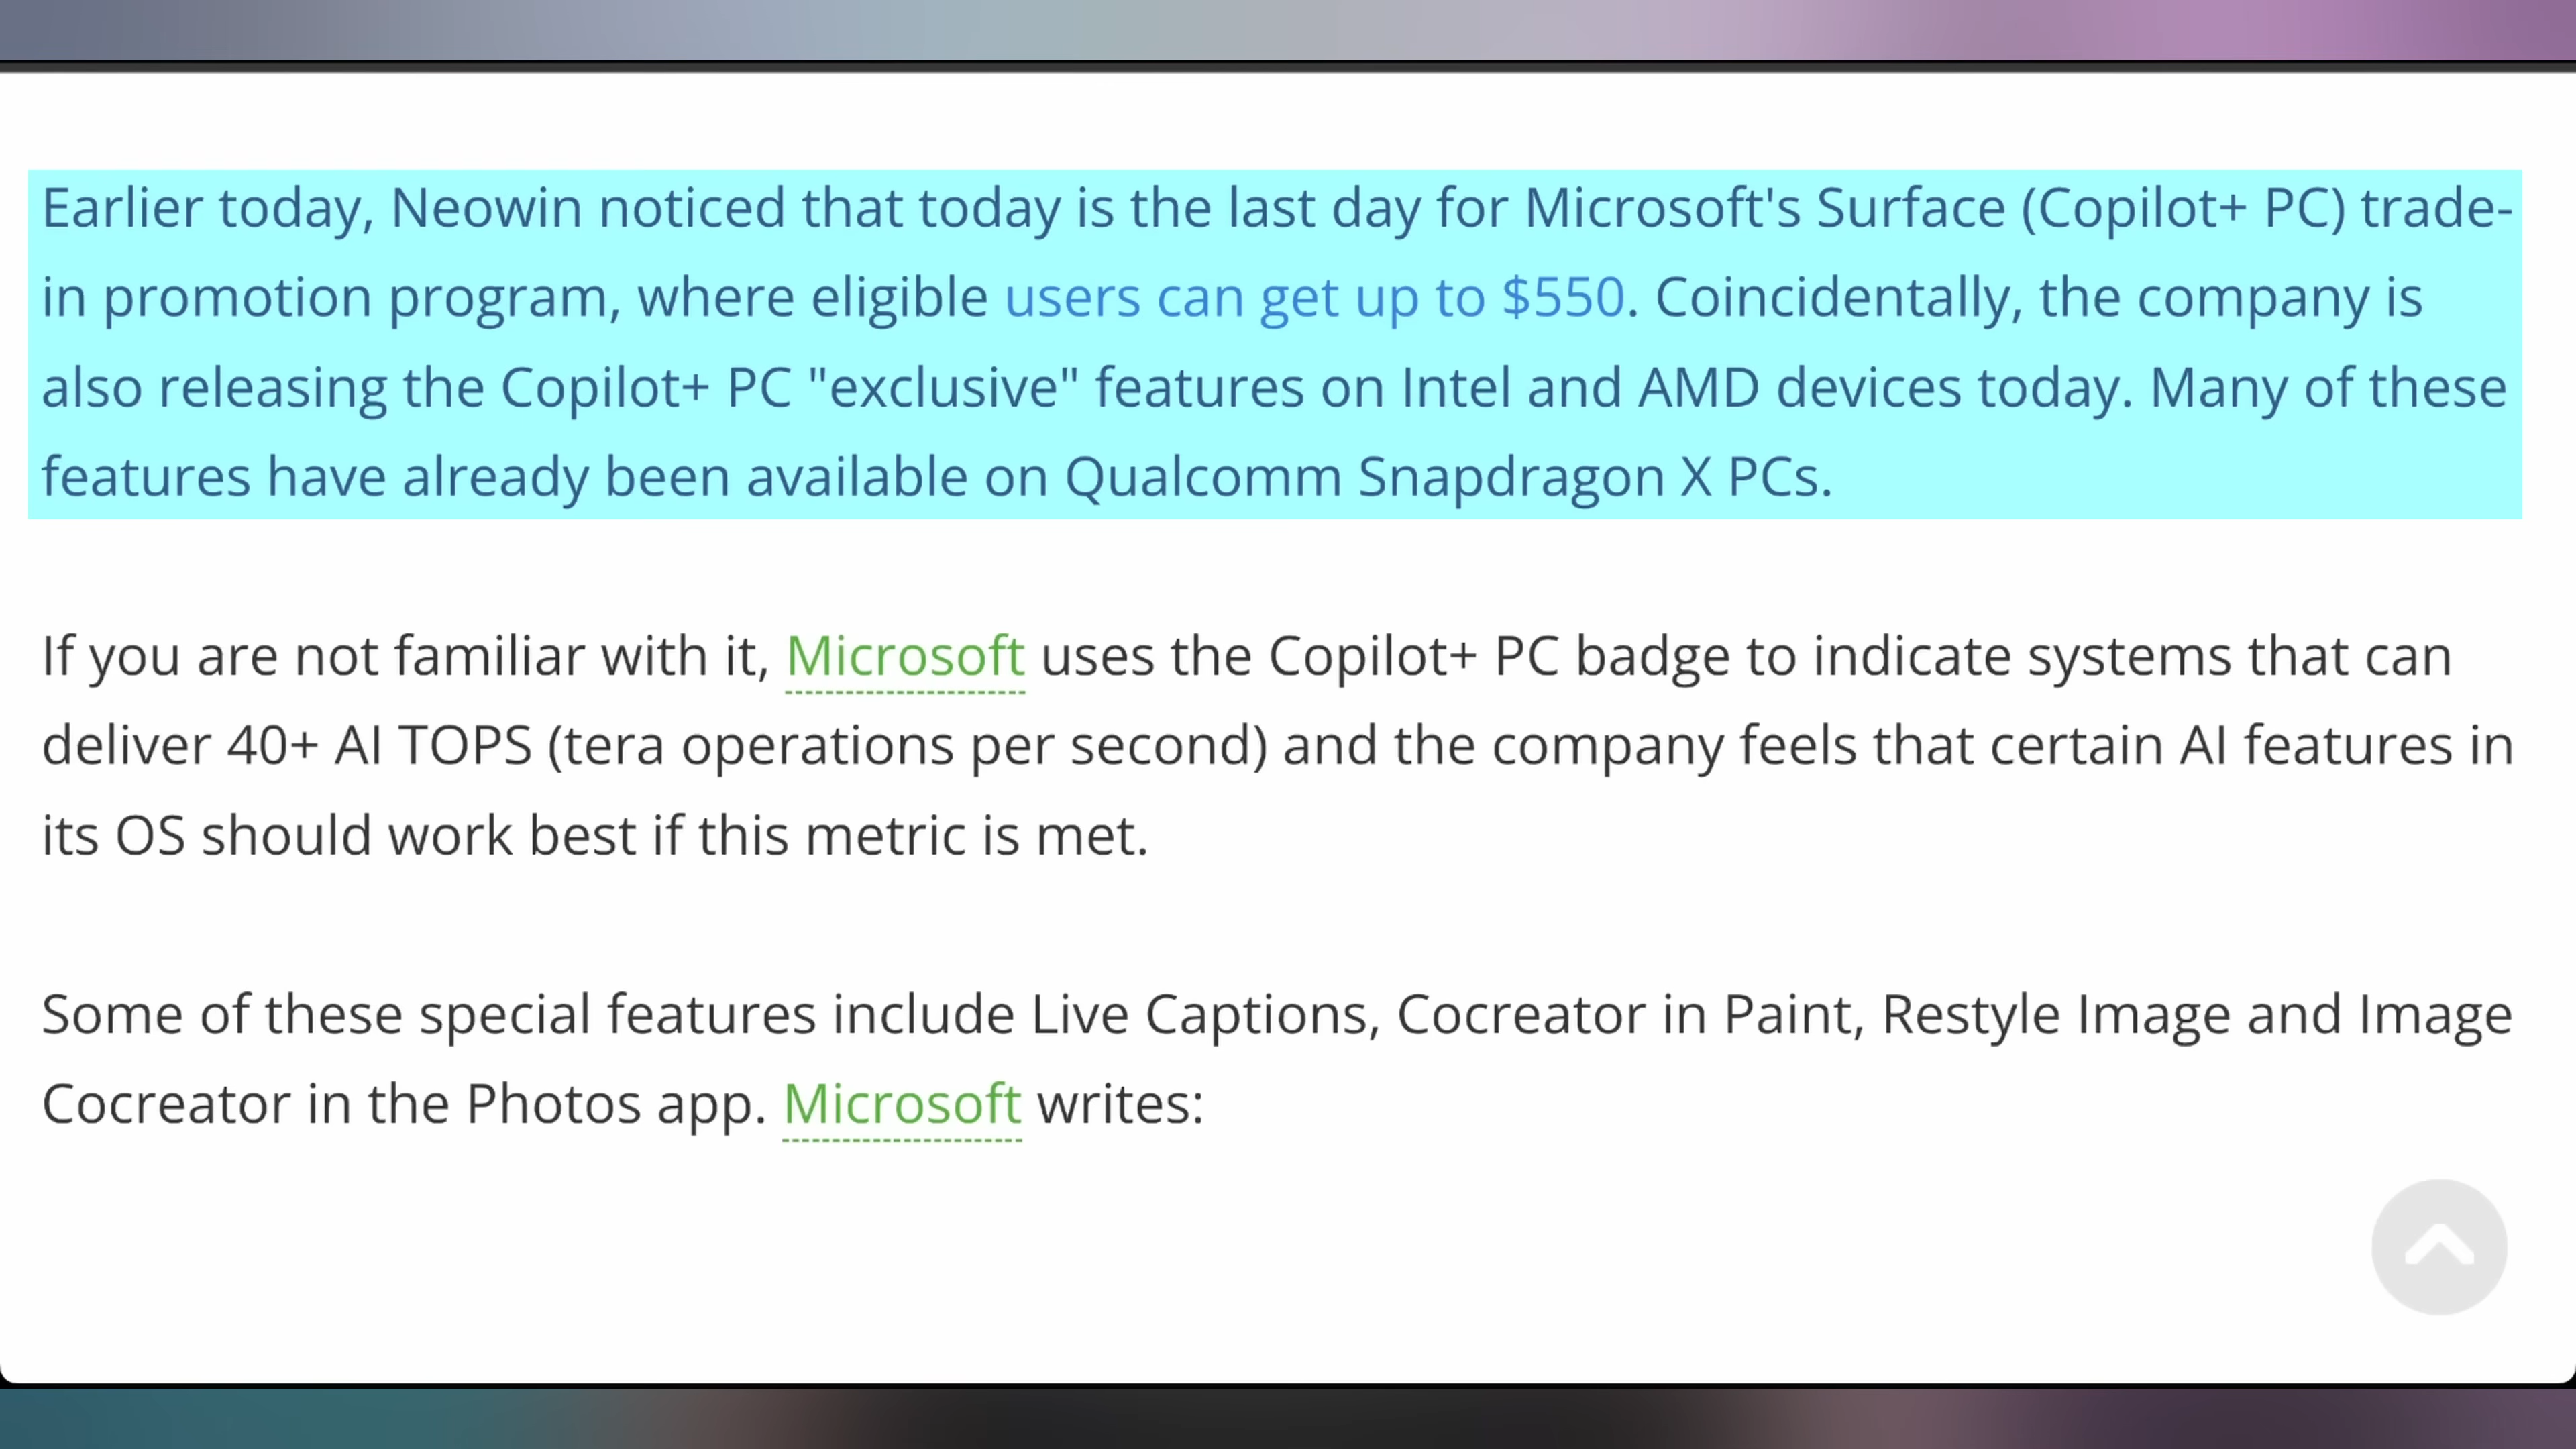 Earlier today, Neowin noticed that today is the last day for Microsoft's Surface (Copilot+ PC) trade-
in promotion program, where eligible users can get up to $550. Coincidentally, the company is
also releasing the Copilot+ PC "exclusive" features on Intel and AMD devices today. Many of these
features have already been available on Qualcomm Snapdragon X PCs.
If you are not familiar with it, Microsoft uses the Copilot+ PC badge to indicate systems that can
deliver 40+ AI TOPS (tera operations per second) and the company feels that certain AI features in
its OS should work best if this metric is met.
Some of these special features include Live Captions, Cocreator in Paint, Restyle Image and Image
Cocreator in the Photos app. Microsoft writes: